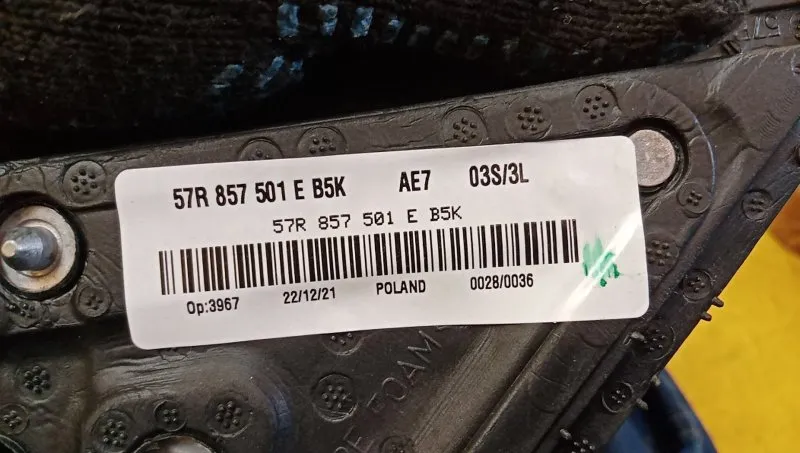 57R 857 501 E B5K AE7 03S/3L
57R 857 501 E B5K
Op:3967 22/12/21 POLAND 0028/0036
FOAM